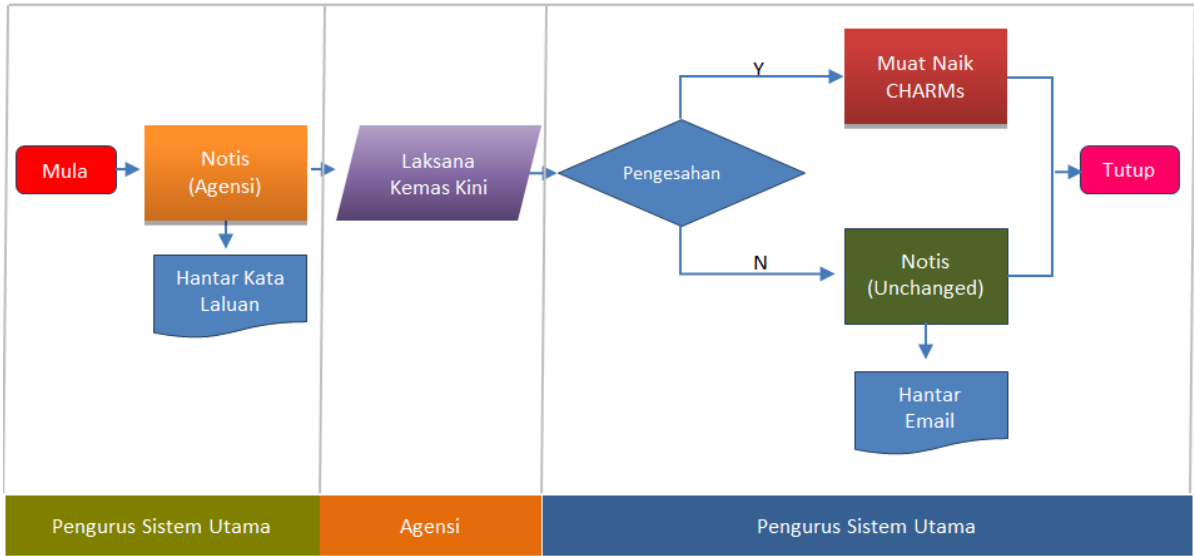 Mula
Notis
(Agensi)
Hantar Kata
Laluan
Laksana
Kemas Kini
Pengesahan
Y
Muat Naik
CHARMs
N
Notis
(Unchanged)
Hantar
Email
Tutup
Pengurus Sistem Utama
Agensi
Pengurus Sistem Utama